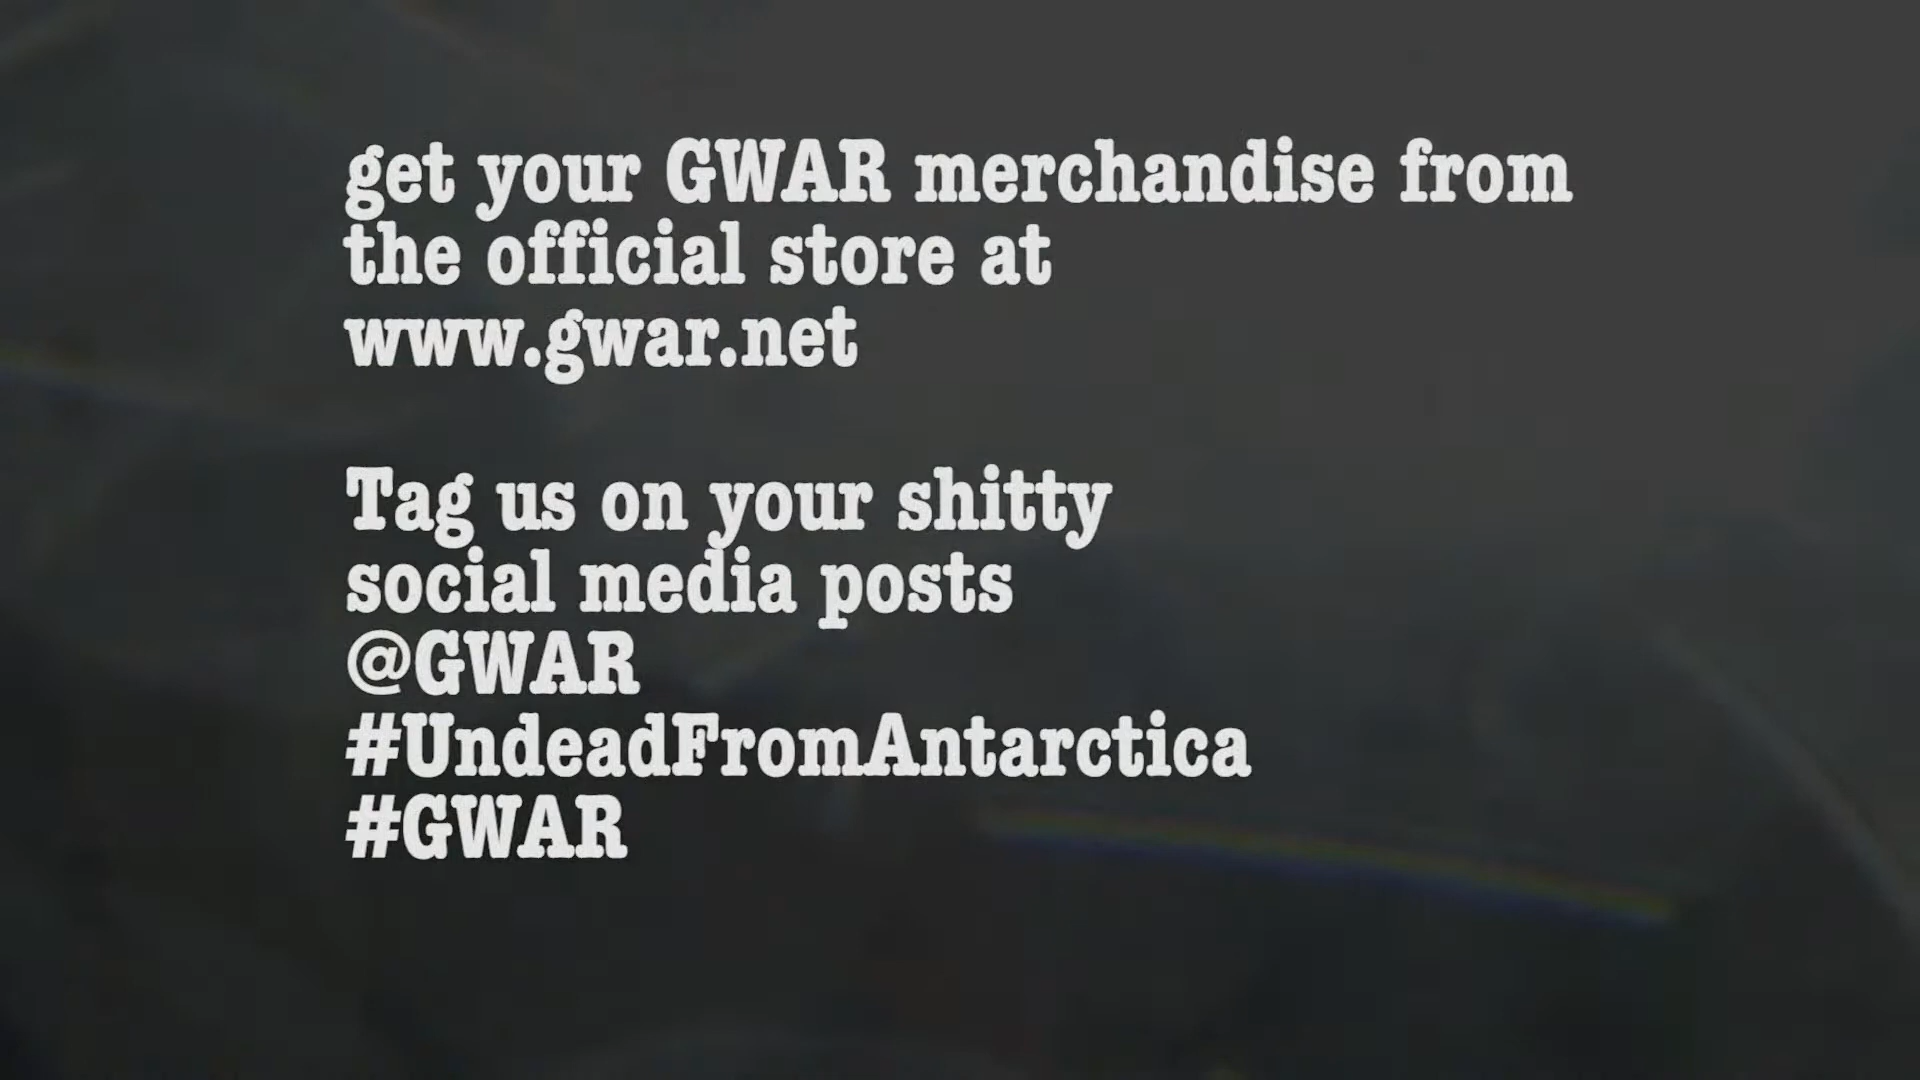 get your GWAR merchandise from
the official store at
www.gwar.net
Tag us on your shitty
social media posts
@GWAR
#UndeadFromAntarctica
#GWAR